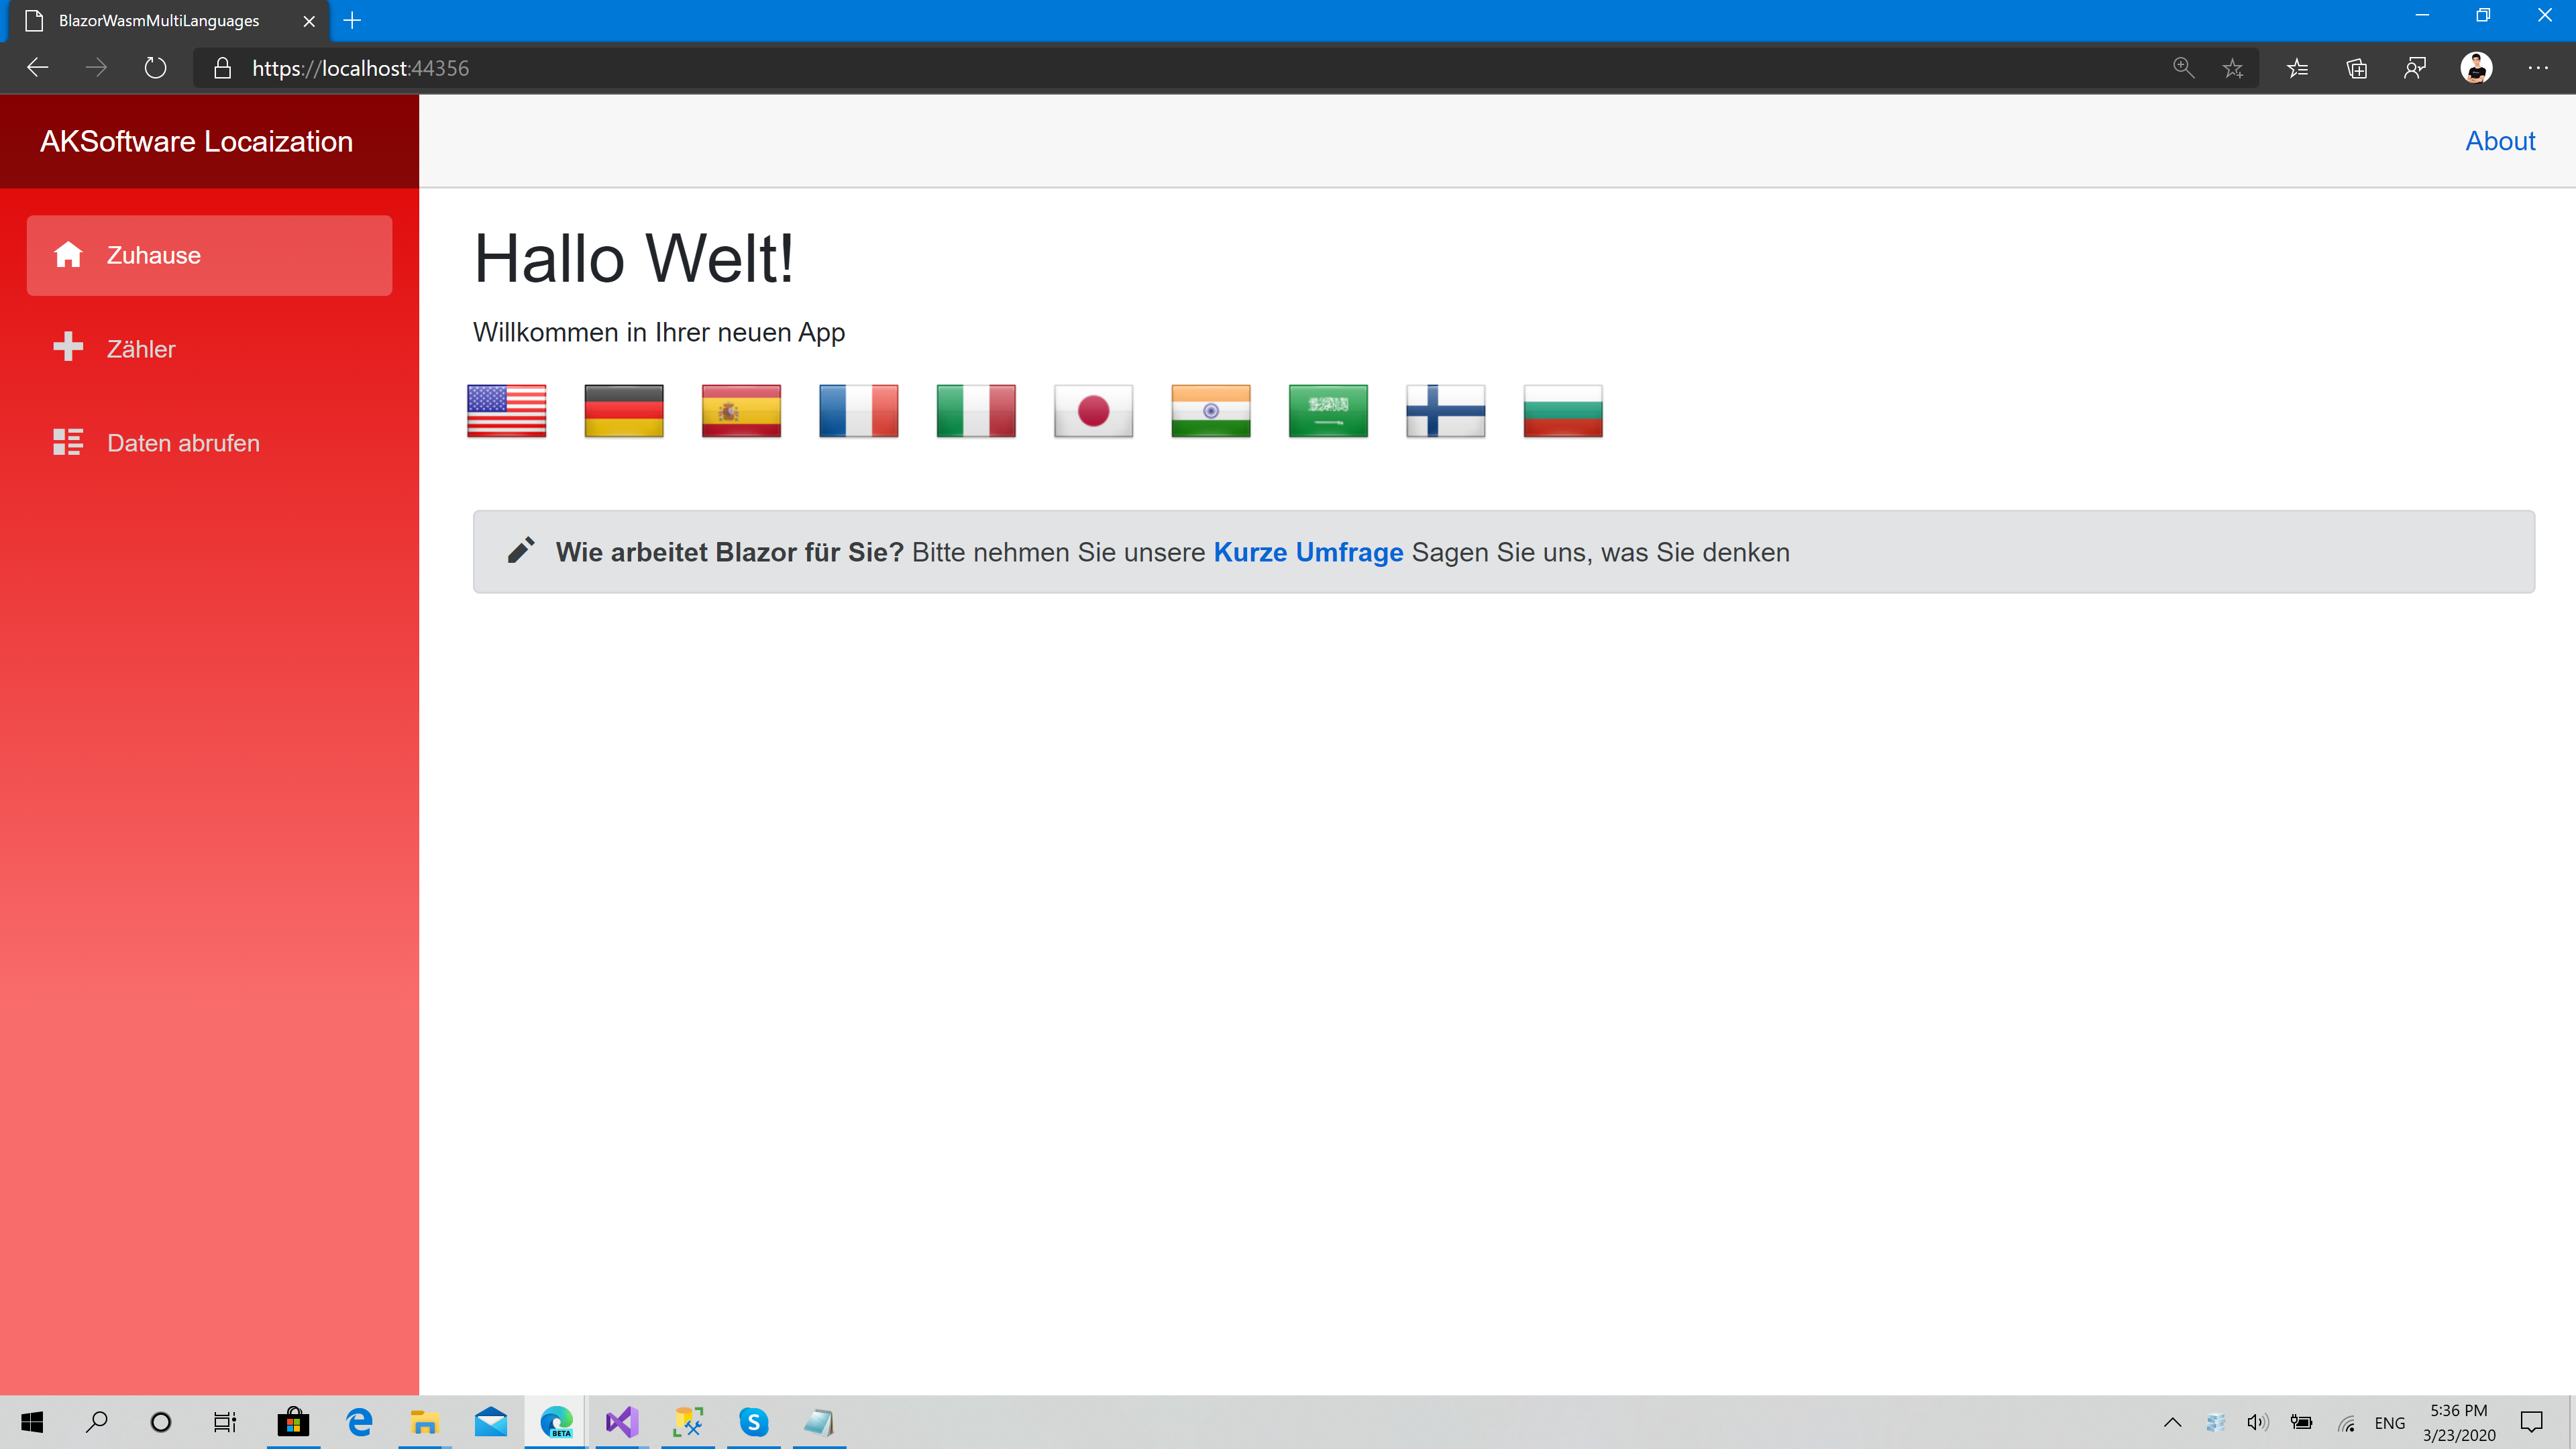 BlazorWasmMultiLanguages
https://localhost:44356
AKSoftware Locaization
About
Zuhause
Zähler
Daten abrufen
Hallo Welt!
Willkommen in Ihrer neuen App
Wie arbeitet Blazor für Sie? Bitte nehmen Sie unsere Kurze Umfrage Sagen Sie uns, was Sie denken
BETA
ENG
5:36 PM
3/23/2020